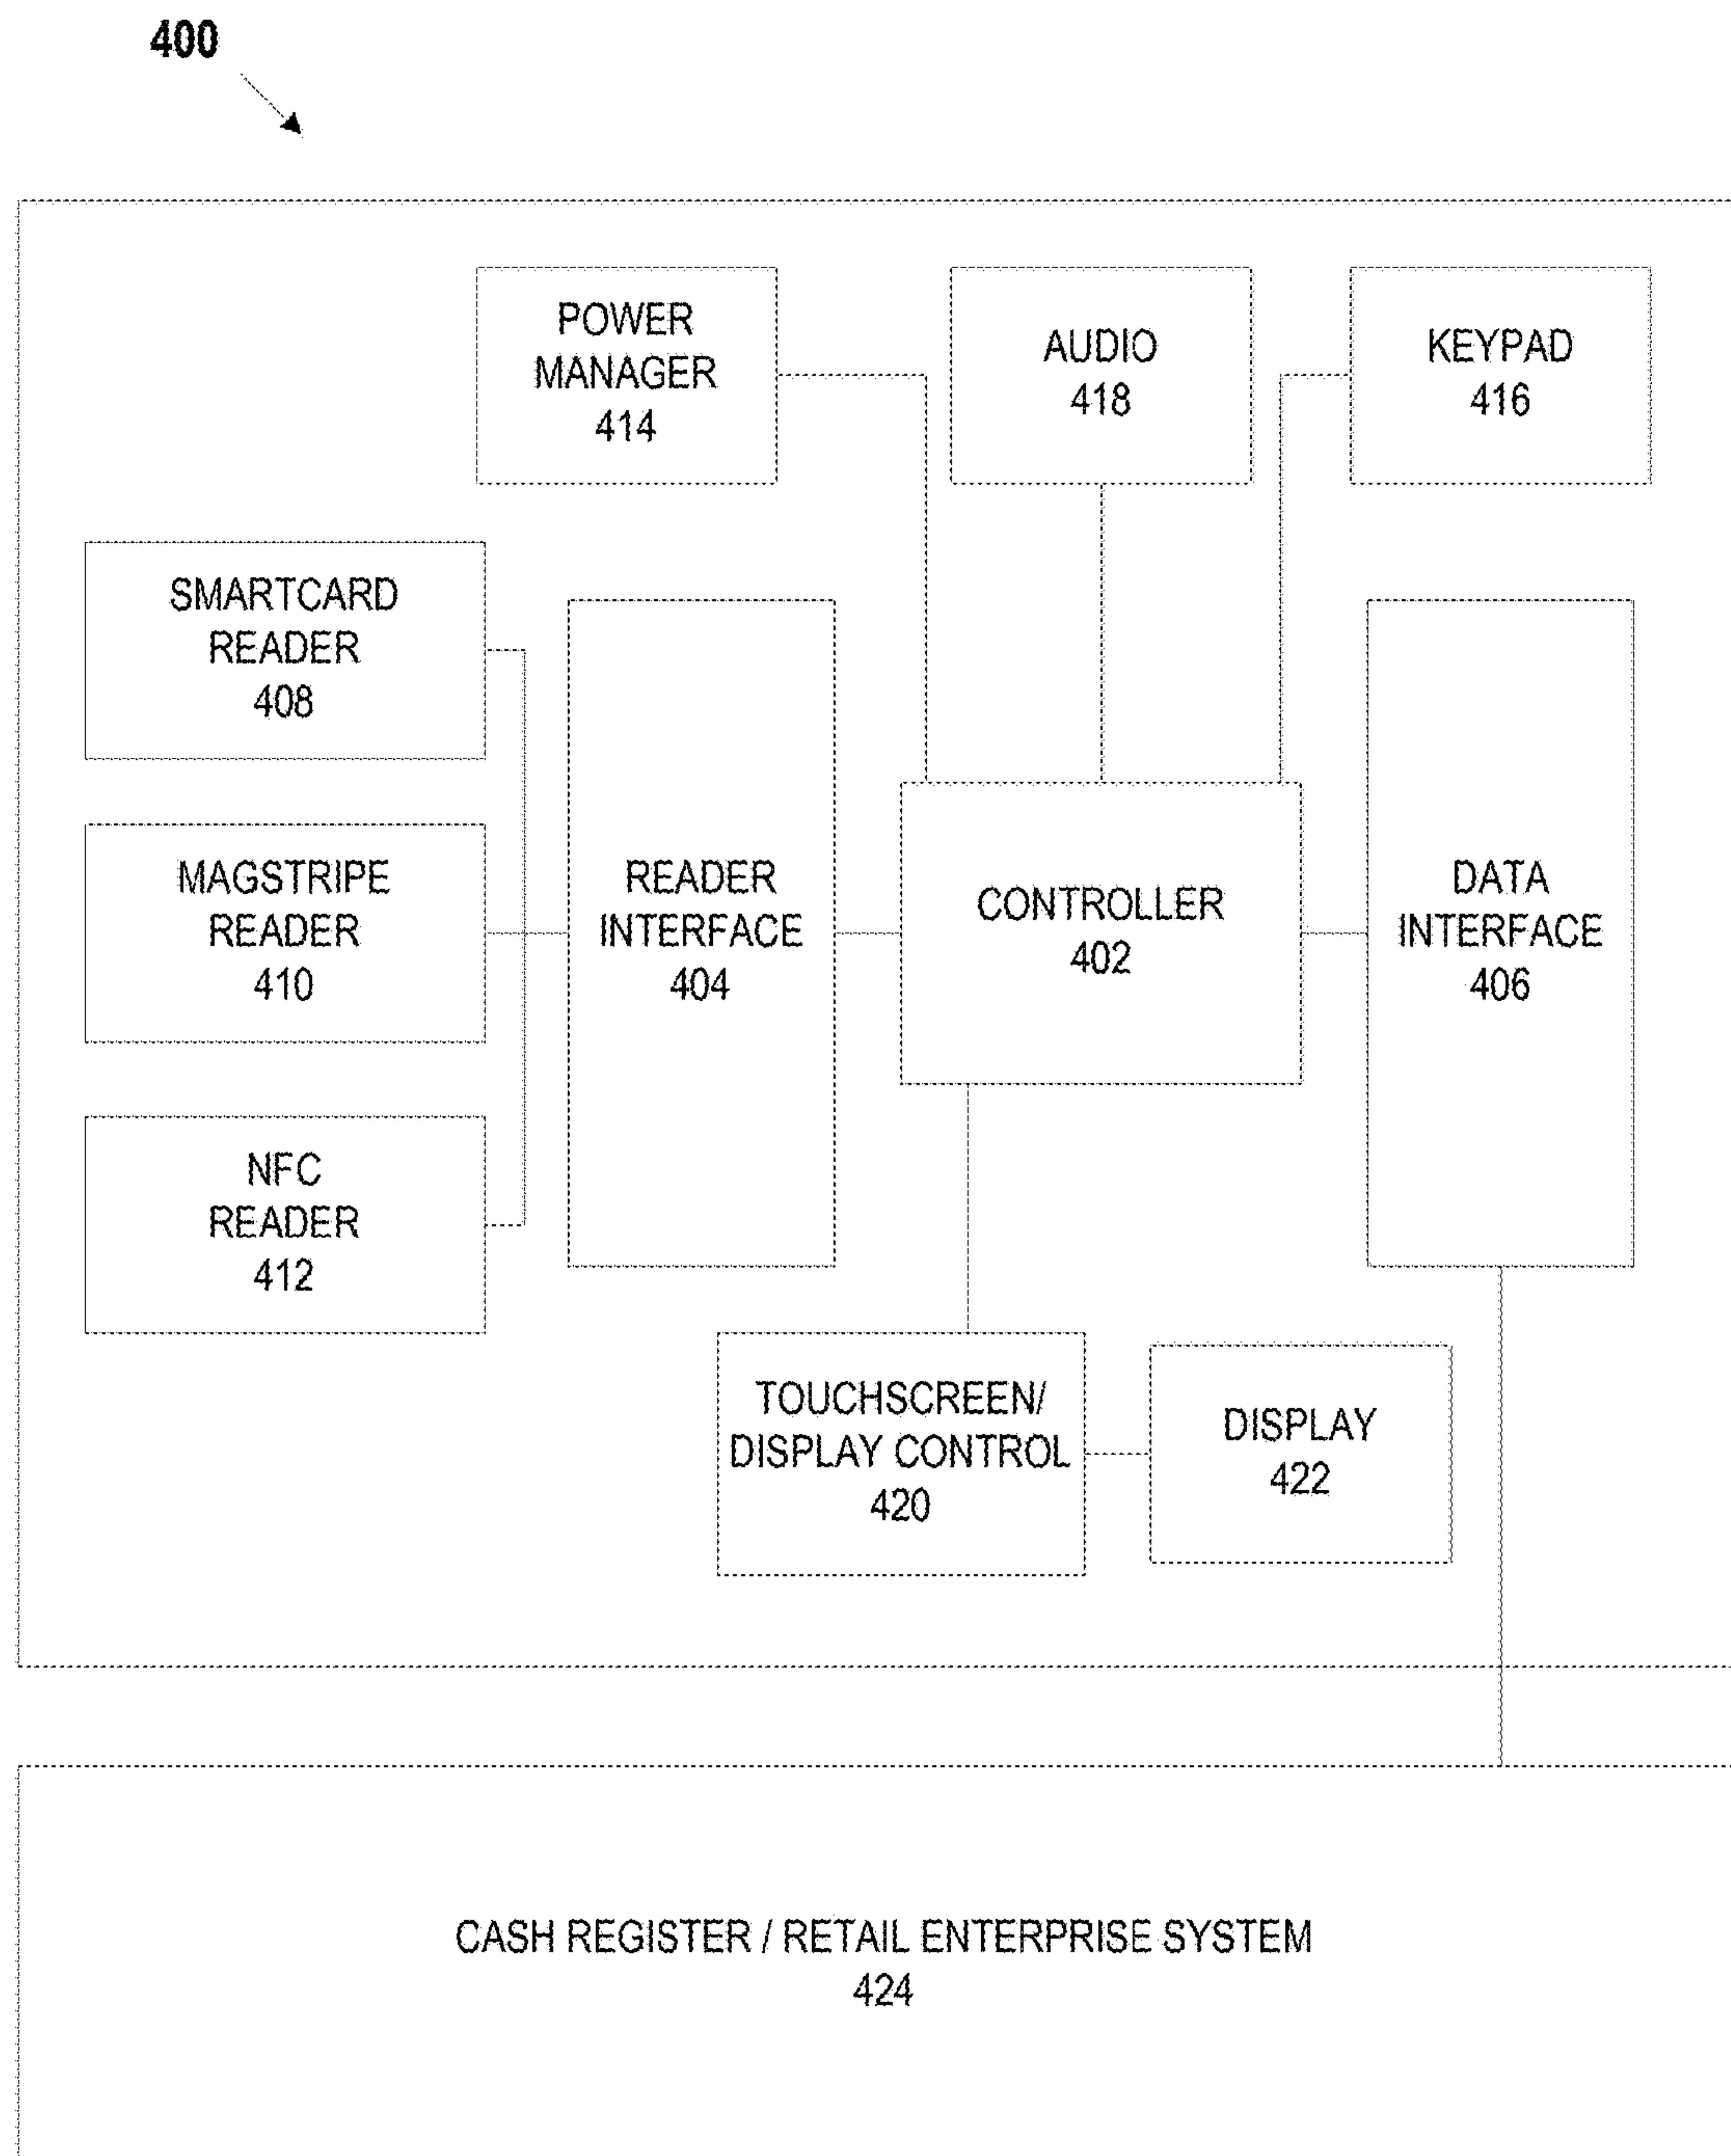 400
POWER
MANAGER
414
AUDIO
418
KEYPAD
416
SMARTCARD
READER
408
MAGSTRIPE
READER
410
NFC
READER
412
READER
INTERFACE
404
CONTROLLER
402
DATA
INTERFACE
406
TOUCHSCREEN/
DISPLAY CONTROL
420
DISPLAY
422
CASH REGISTER / RETAIL ENTERPRISE SYSTEM
424